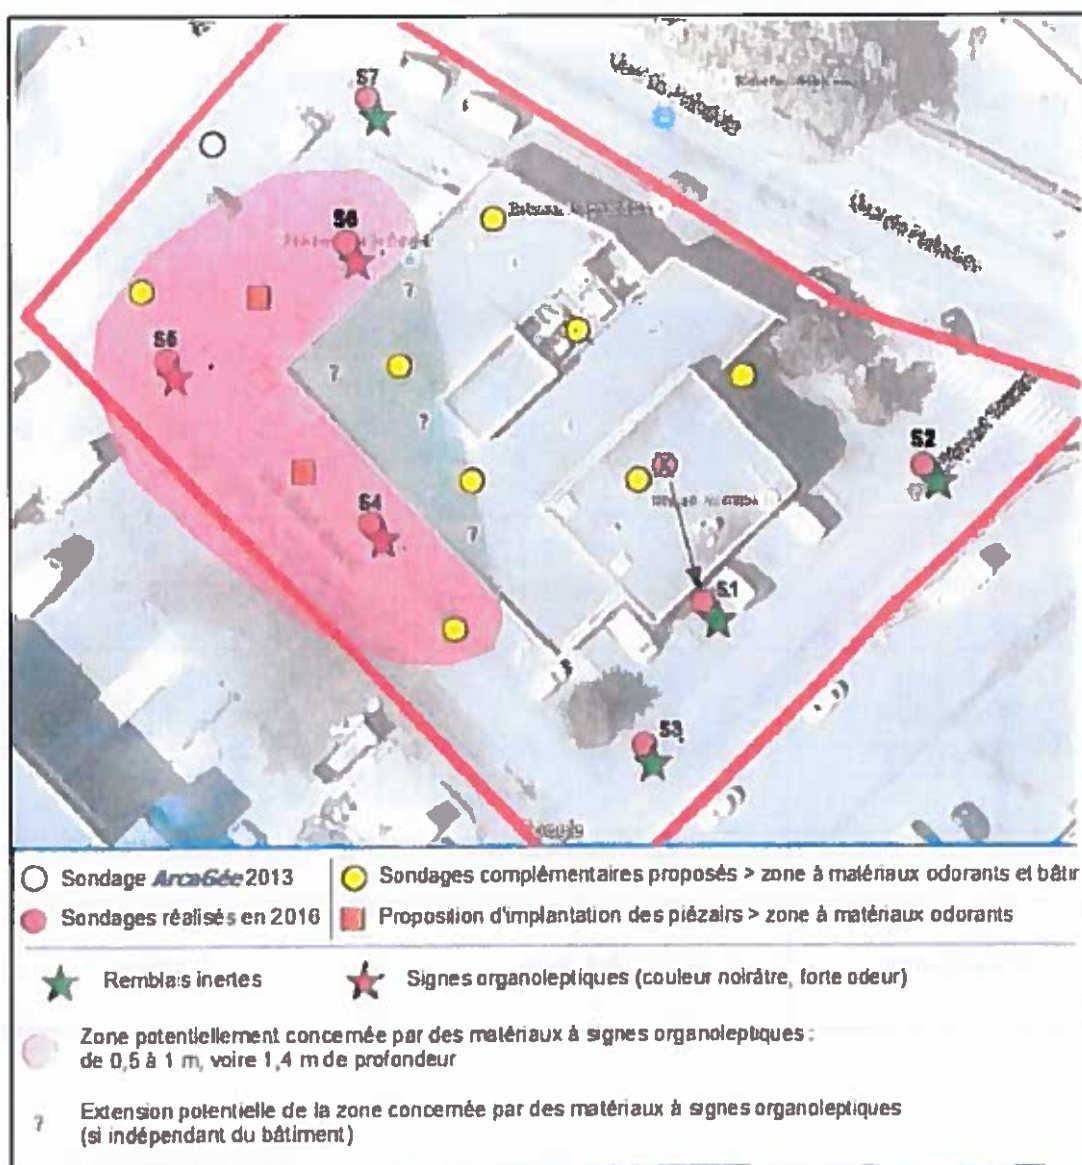 S7
S6
S5
S4
S2
S1
S3
?
?
?
?
Sondage ArcaGée 2013
Sondages complémentaires proposés > zone à matériaux odorants et bâtir
Sondages réalisés en 2016
Proposition d'implantation des piézairs > zone à matériaux odorants
Remblais inertes
Signes organoleptiques (couleur noirâtre, forte odeur)
Zone potentiellement concernée par des matériaux à signes organoleptiques :
de 0,5 à 1 m, voire 1,4 m de profondeur
? Extension potentielle de la zone concernée par des matériaux à signes organoleptiques
(si indépendant du bâtiment)